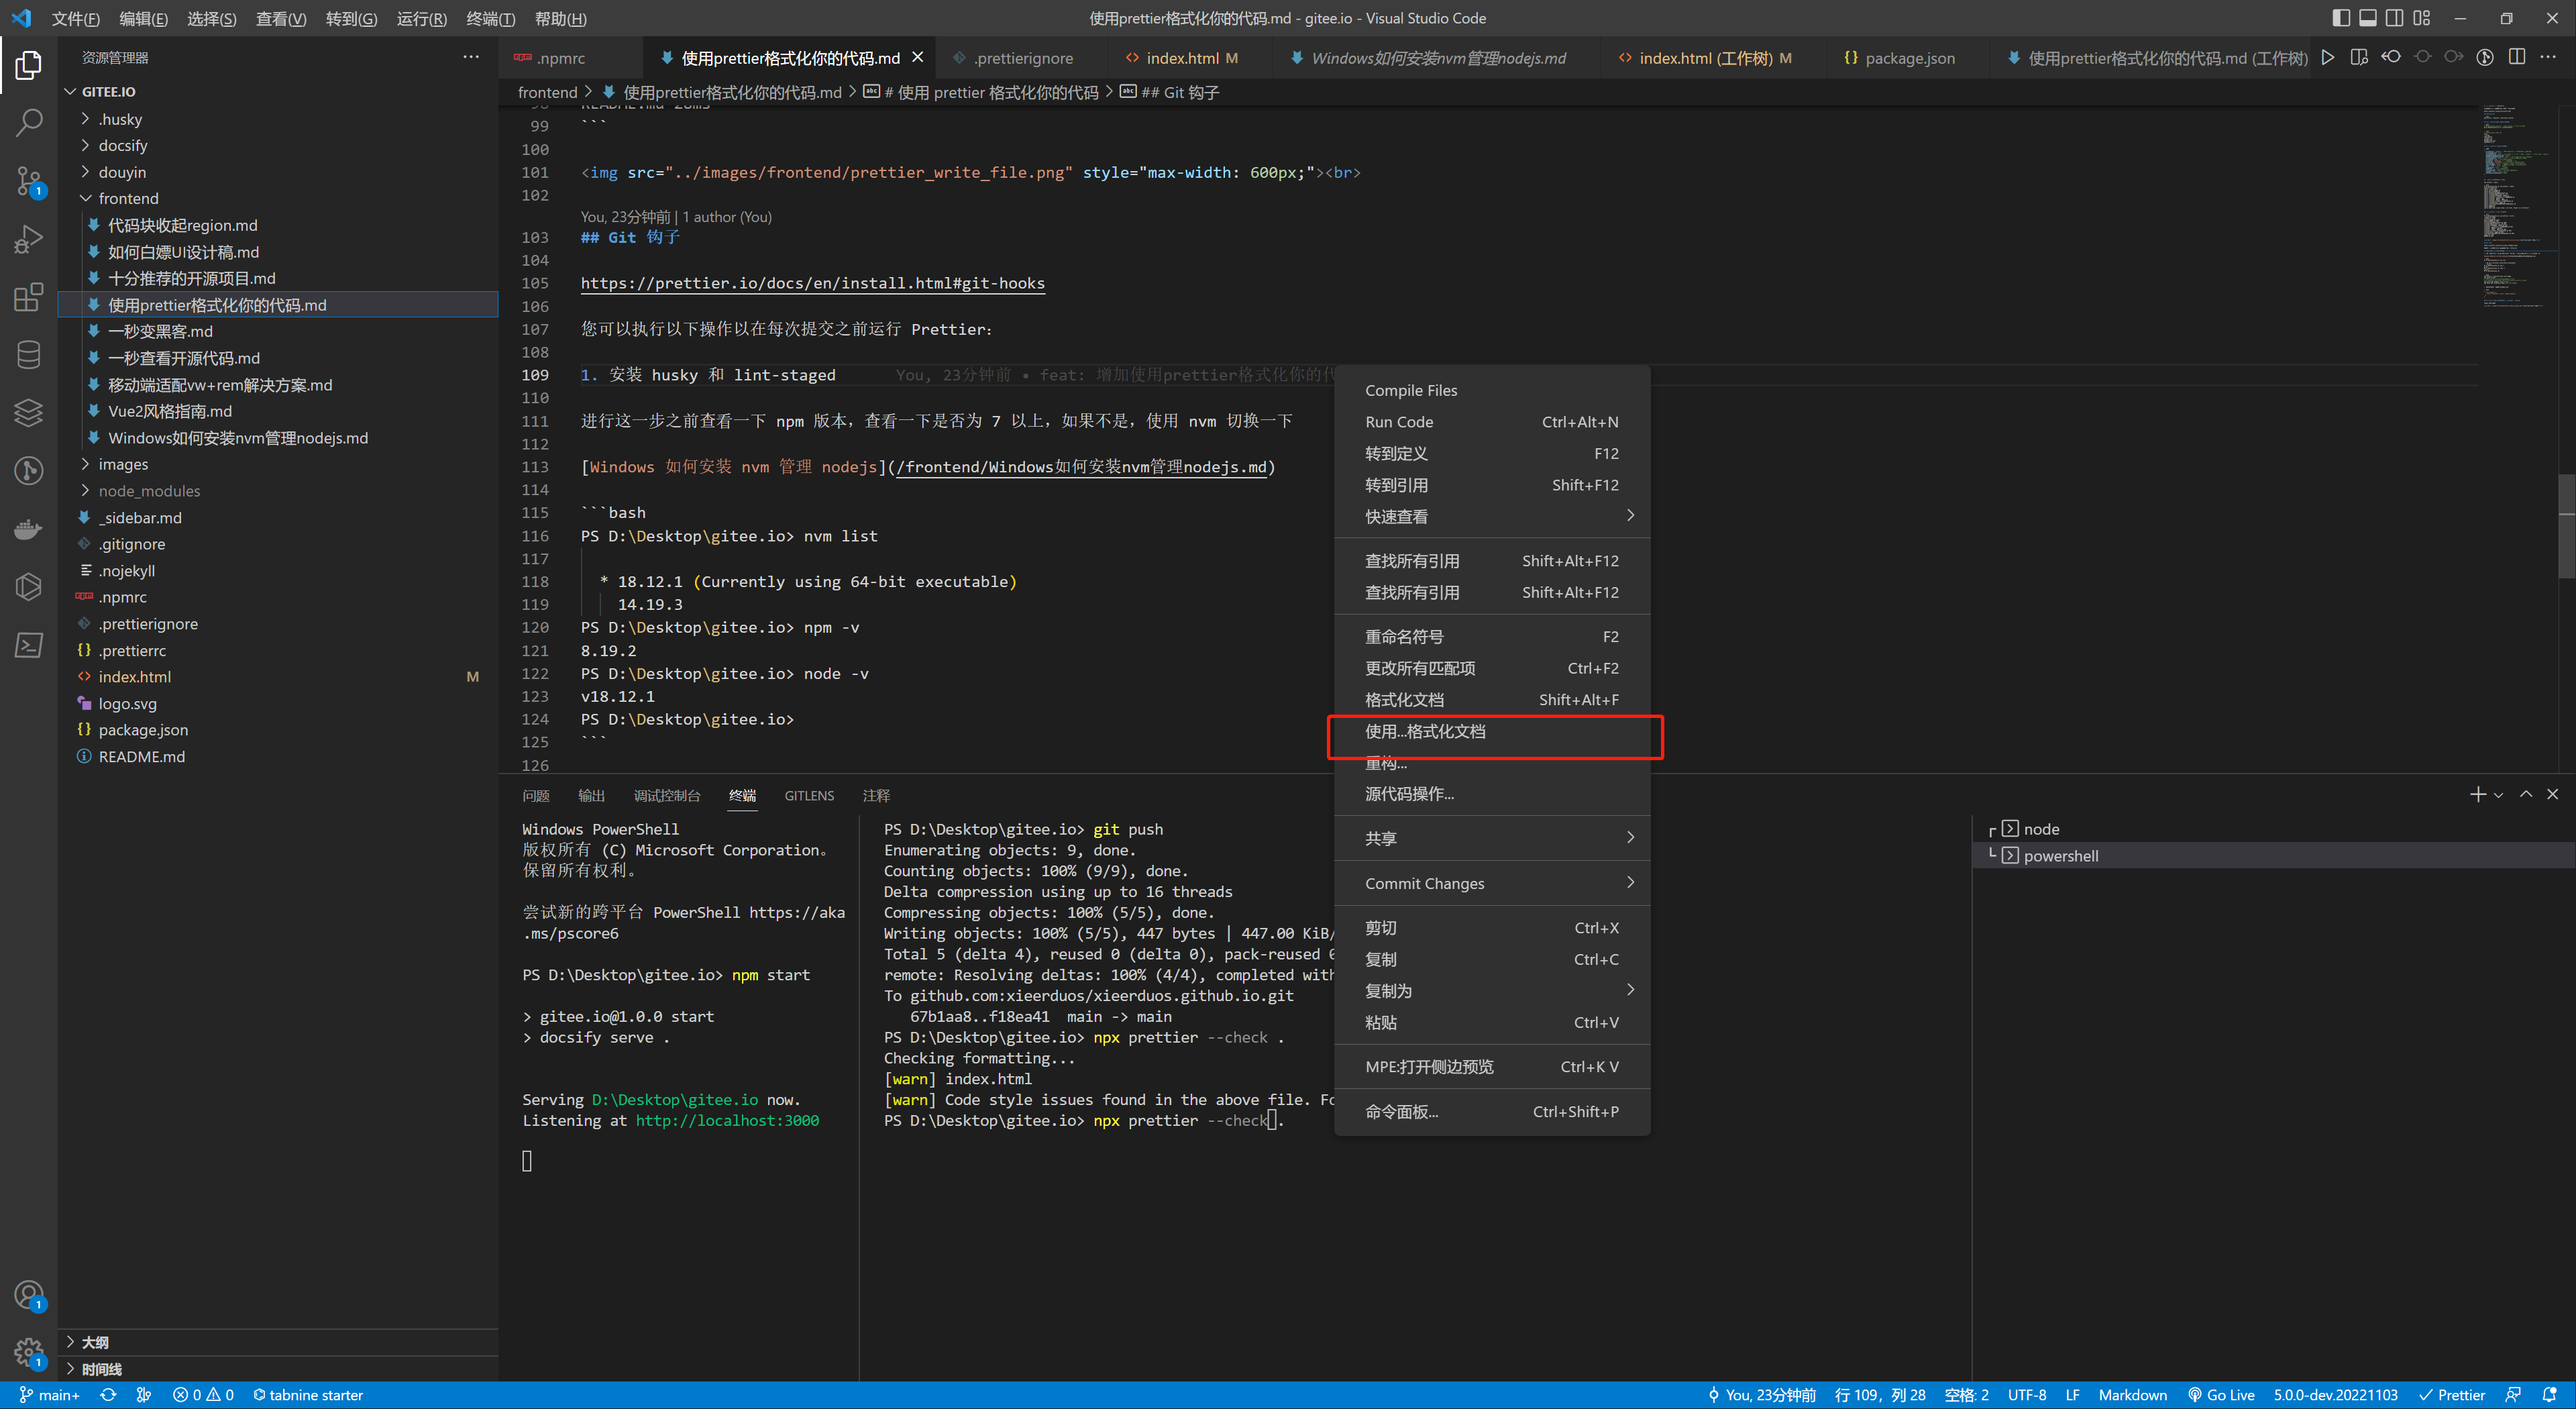 文件(F) 编辑(E) 选择(S) 查看(V) 转到(G) 运行(R) 终端(T) 帮助(H)
使用prettier格式化你的代码.md - gitee.io - Visual Studio Code
资源管理器
GITEE.IO
.husky
docsify
douyin
frontend
代码块收起region.md
如何白嫖UI设计稿.md
十分推荐的开源项目.md
使用prettier格式化你的代码.md
一秒变黑客.md
一秒查看开源代码.md
移动端适配vw+rem解决方案.md
Vue2风格指南.md
Windows如何安装nvm管理nodejs.md
images
node_modules
_sidebar.md
.gitignore
.nojekyll
.npmrc
.prettierignore
.prettierrc
index.html M
logo.svg
package.json
README.md
大纲
时间线
.npmrc
使用prettier格式化你的代码.md
.prettierignore
index.html M
Windows如何安装nvm管理nodejs.md
index.html (工作树) M
package.json
使用prettier格式化你的代码.md (工作树)
frontend > 使用prettier格式化你的代码.md > # 使用 prettier 格式化你的代码 > ## Git 钩子
99 ```
100
101 <img src="../images/frontend/prettier_write_file.png" style="max-width: 600px;"><br>
102
You, 23分钟前 | 1 author (You)
103 ## Git 钩子
104
105 https://prettier.io/docs/en/install.html#git-hooks
106
107 您可以执行以下操作以在每次提交之前运行 Prettier：
108
109 1. 安装 husky 和 lint-staged You, 23分钟前 • feat: 增加使用prettier格式化你的
110
111 进行这一步之前查看一下 npm 版本，查看一下是否为 7 以上，如果不是，使用 nvm 切换一下
112
113 [Windows 如何安装 nvm 管理 nodejs](/frontend/Windows如何安装nvm管理nodejs.md)
114
115 ```bash
116 PS D:\Desktop\gitee.io> nvm list
117
118 * 18.12.1 (Currently using 64-bit executable)
119 14.19.3
120 PS D:\Desktop\gitee.io> npm -v
121 8.19.2
122 PS D:\Desktop\gitee.io> node -v
123 v18.12.1
124 PS D:\Desktop\gitee.io>
125 ```
126
Compile Files
Run Code Ctrl+Alt+N
转到定义 F12
转到引用 Shift+F12
快速查看
查找所有引用 Shift+Alt+F12
查找所有引用 Shift+Alt+F12
重命名符号 F2
更改所有匹配项 Ctrl+F2
格式化文档 Shift+Alt+F
使用...格式化文档
重构...
源代码操作...
共享
Commit Changes
剪切 Ctrl+X
复制 Ctrl+C
复制为
粘贴 Ctrl+V
MPE:打开侧边预览 Ctrl+K V
命令面板... Ctrl+Shift+P
问题 输出 调试控制台 终端 GITLENS 注释
Windows PowerShell
版权所有 (C) Microsoft Corporation。
保留所有权利。
尝试新的跨平台 PowerShell https://aka
.ms/pscore6
PS D:\Desktop\gitee.io> npm start
> gitee.io@1.0.0 start
> docsify serve .
Serving D:\Desktop\gitee.io now.
Listening at http://localhost:3000
PS D:\Desktop\gitee.io> git push
Enumerating objects: 9, done.
Counting objects: 100% (9/9), done.
Delta compression using up to 16 threads
Compressing objects: 100% (5/5), done.
Writing objects: 100% (5/5), 447 bytes | 447.00 KiB/
Total 5 (delta 4), reused 0 (delta 0), pack-reused
remote: Resolving deltas: 100% (4/4), completed with
To github.com:xieerduos/xieerduos.github.io.git
67b1aa8..f18ea41 main -> main
PS D:\Desktop\gitee.io> npx prettier --check .
Checking formatting...
[warn] index.html
[warn] Code style issues found in the above file.
PS D:\Desktop\gitee.io> npx prettier --check .
node
powershell
1
1
1
main+ 0 0 tabnine starter
You, 23分钟前 行 109，列 28 空格: 2 UTF-8 LF Markdown Go Live 5.0.0-dev.20221103 Prettier